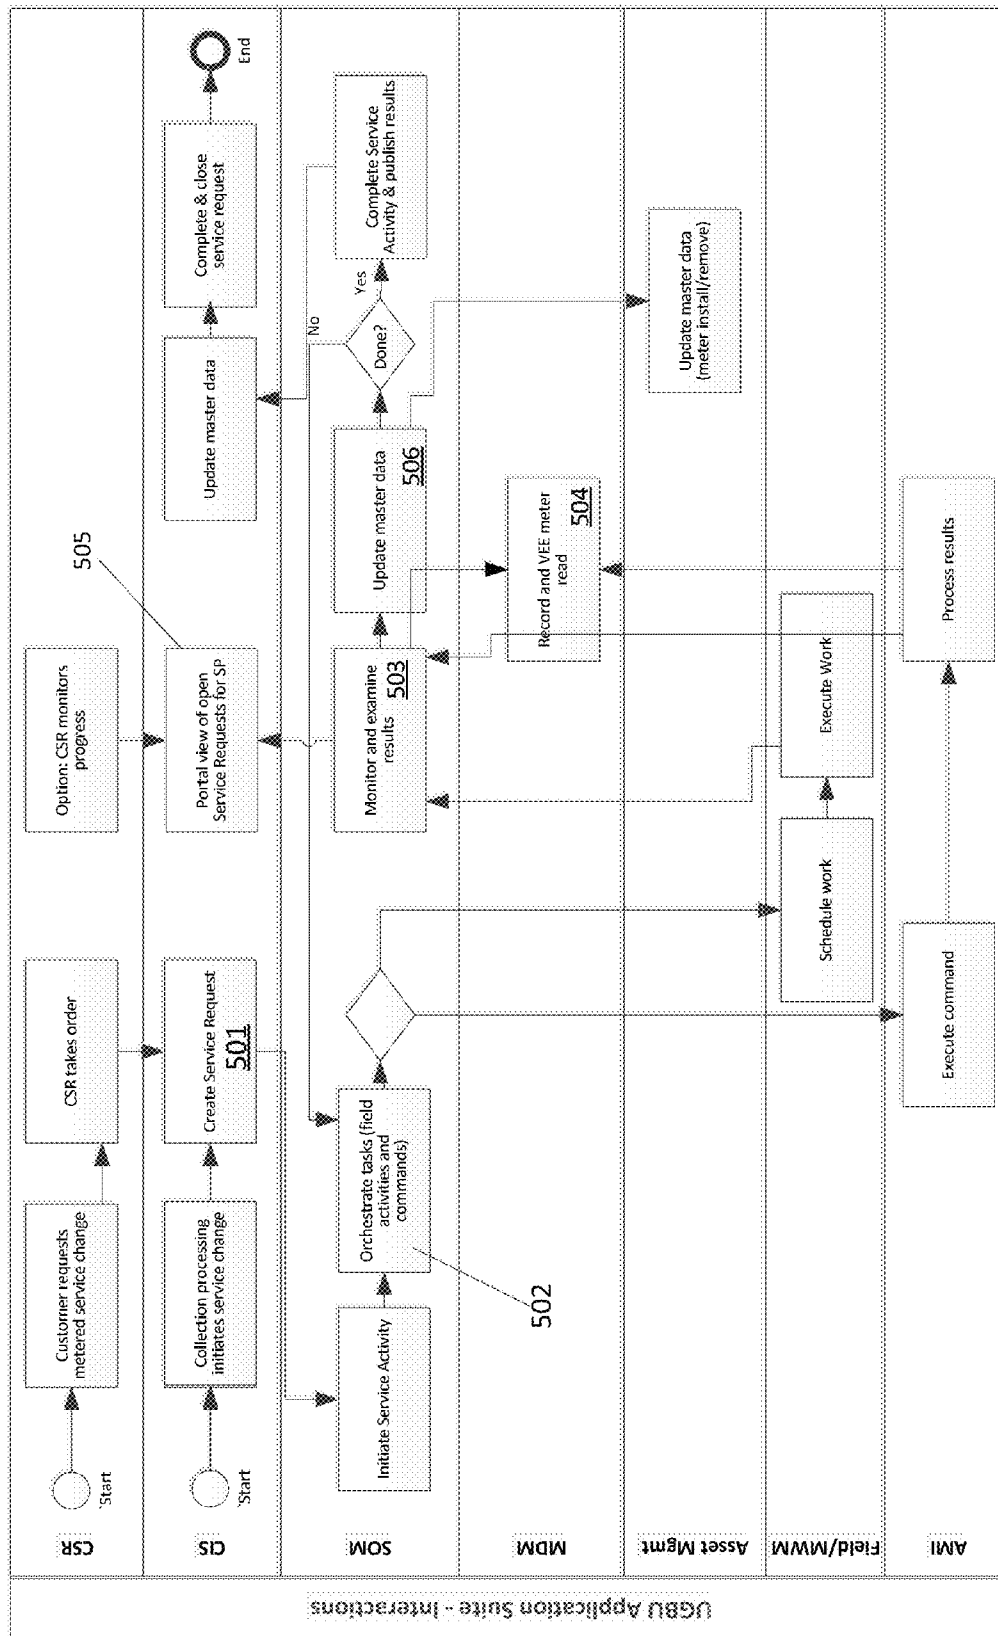 UGBU Application Suite - Interactions
CSR
`Start
Customer requests
metered service change
CSR takes order
Option: CSR monitors
progress
CIS
`Start
Collection processing
initiates service change
Create Service Request
501
Portal view of open
Service Requests for SP
505
Update master data
Complete & close
service request
End
SOM
Initiate Service Activity
Orchestrate tasks (field
activities and
commands)
502
Monitor and examine
results
503
Update master data
506
Done?
No
Yes
Complete Service
Activity & publish results
MDM
Record and VEE meter
read
504
Asset Mgmt
Update master data
(meter install/remove)
Field/MWM
Schedule work
Execute Work
AMI
Execute command
Process results